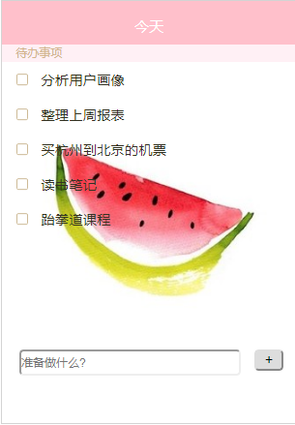 今天
待办事项
分析用户画像
整理上周报表
买杭州到北京的机票
读书笔记
跆拳道课程
准备做什么?
+